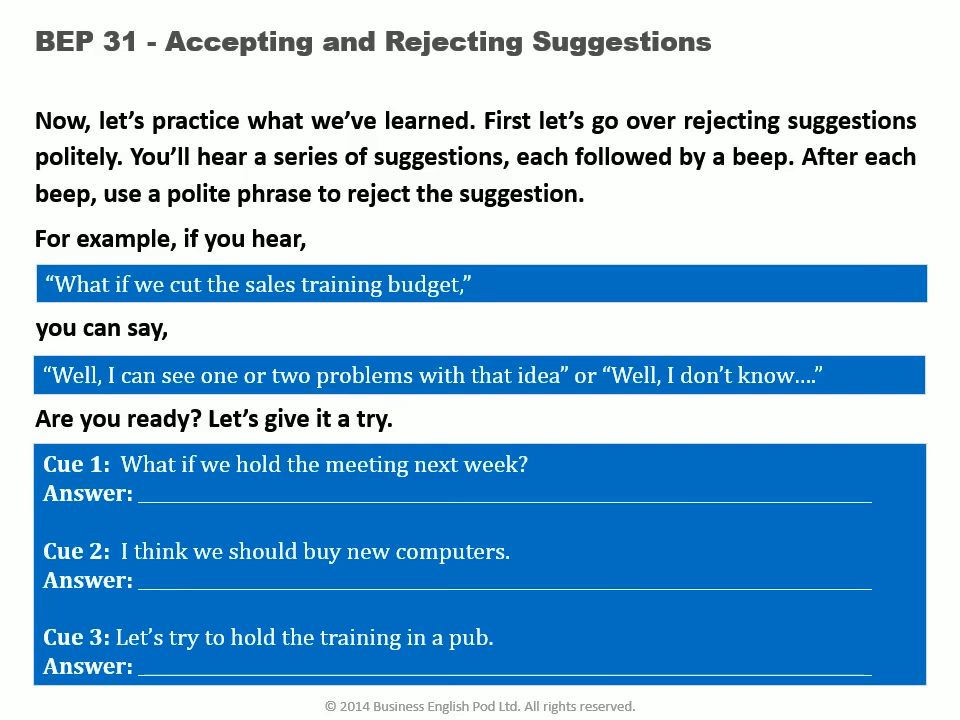 BEP 31 - Accepting and Rejecting Suggestions
Now, let’s practice what we’ve learned. First let’s go over rejecting suggestions
politely. You’ll hear a series of suggestions, each followed by a beep. After each
beep, use a polite phrase to reject the suggestion.
For example, if you hear,
“What if we cut the sales training budget,”
you can say,
“Well, I can see one or two problems with that idea” or “Well, I don’t know….”
Are you ready? Let’s give it a try.
Cue 1: What if we hold the meeting next week?
Answer: ______________________________________________
Cue 2: I think we should buy new computers.
Answer: ______________________________________________
Cue 3: Let’s try to hold the training in a pub.
Answer: ______________________________________________
© 2014 Business English Pod Ltd. All rights reserved.